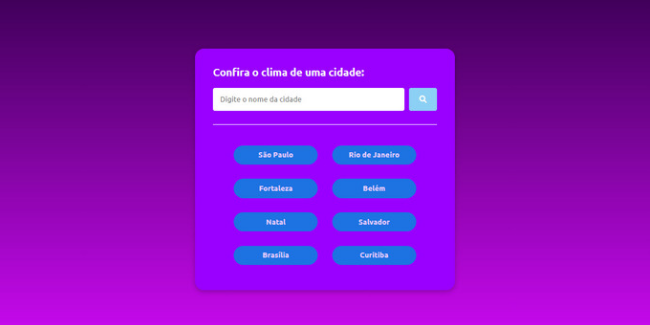 Confira o clima de uma cidade:
Digite o nome da cidade
São Paulo Rio de Janeiro
Fortaleza Belém
Natal Salvador
Brasília Curitiba